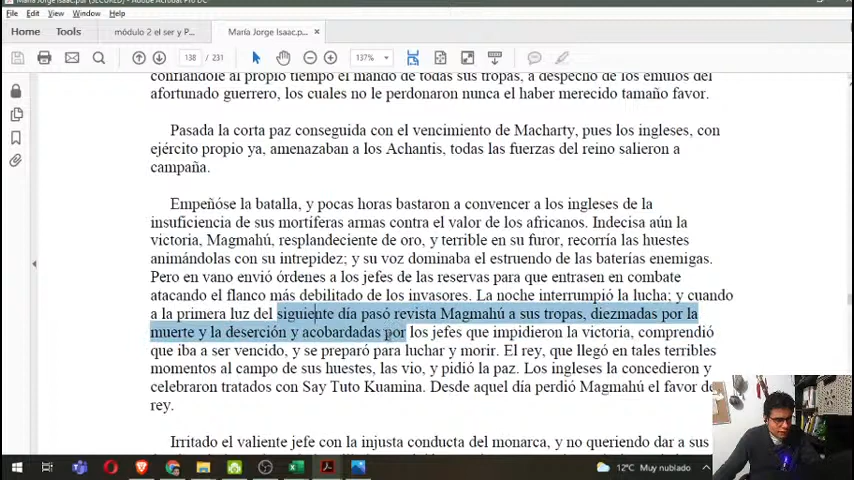 María Jorge Isaac.pdf (SECURED) - Adobe Acrobat Pro DC
File Edit View Window Help
Home Tools módulo 2 el ser y P... María Jorge Isaac.p... ×
138 / 231 137%
confiándole al propio tiempo el mando de todas sus tropas, a despecho de los émulos del
afortunado guerrero, los cuales no le perdonaron nunca el haber merecido tamaño favor.
Pasada la corta paz conseguida con el vencimiento de Macharty, pues los ingleses, con
ejército propio ya, amenazaban a los Achantis, todas las fuerzas del reino salieron a
campaña.
Empeñóse la batalla, y pocas horas bastaron a convencer a los ingleses de la
insuficiencia de sus mortíferas armas contra el valor de los africanos. Indecisa aún la
victoria, Magmahú, resplandeciente de oro, y terrible en su furor, recorría las huestes
animándolas con su intrepidez; y su voz dominaba el estruendo de las baterías enemigas.
Pero en vano envió órdenes a los jefes de las reservas para que entrasen en combate
atacando el flanco más debilitado de los invasores. La noche interrumpió la lucha; y cuando
a la primera luz del siguiente día pasó revista Magmahú a sus tropas, diezmadas por la
muerte y la deserción y acobardadas por los jefes que impidieron la victoria, comprendió
que iba a ser vencido, y se preparó para luchar y morir. El rey, que llegó en tales terribles
momentos al campo de sus huestes, las vio, y pidió la paz. Los ingleses la concedieron y
celebraron tratados con Say Tuto Kuamina. Desde aquel día perdió Magmahú el favor de
rey.
Irritado el valiente jefe con la injusta conducta del monarca, y no queriendo dar a sus
12°C Muy nublado